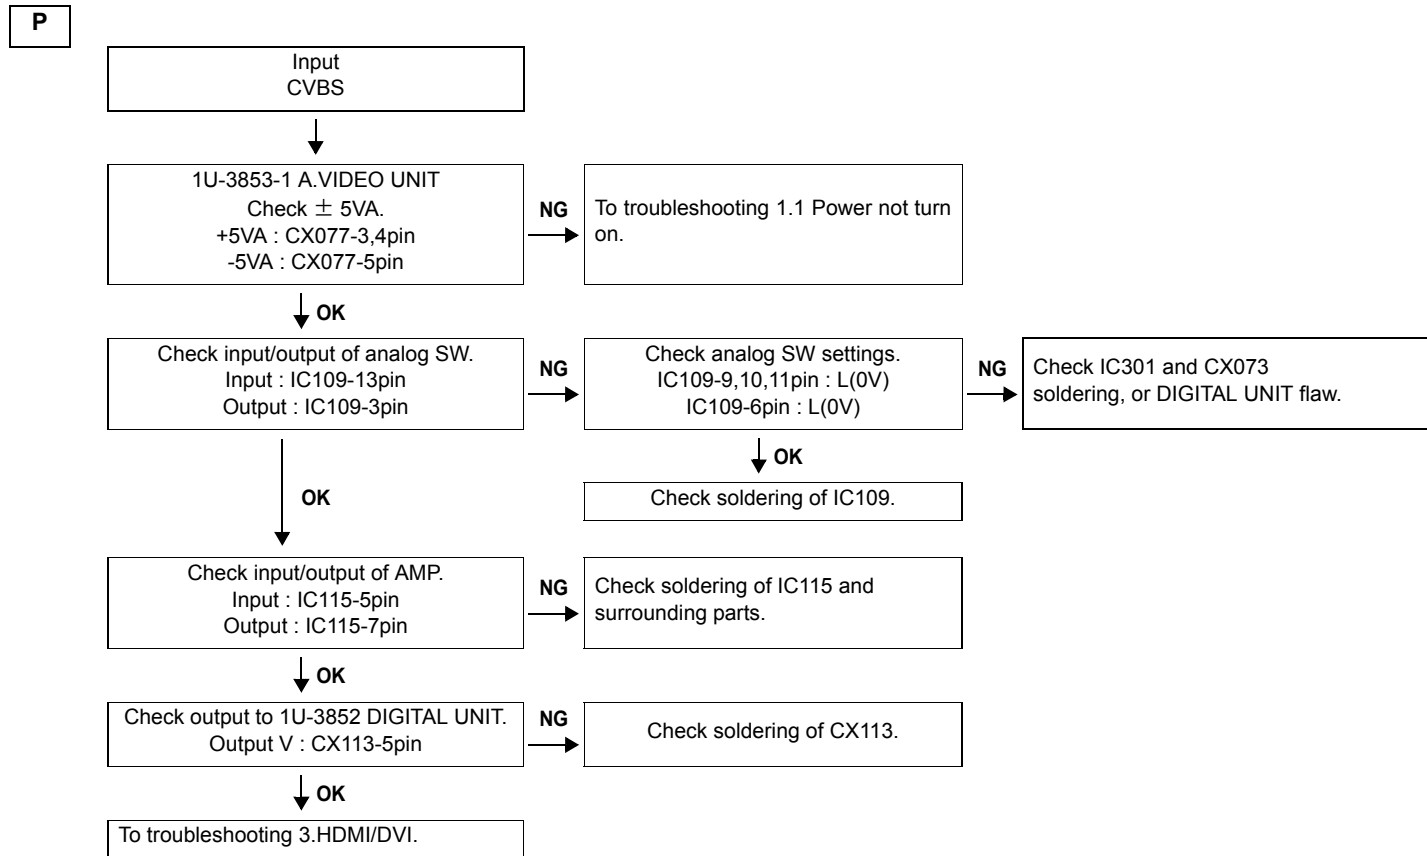 P
Input
CVBS
1U-3853-1 A.VIDEO UNIT
Check ± 5VA.
+5VA : CX077-3,4pin
-5VA : CX077-5pin
NG
To troubleshooting 1.1 Power not turn
on.
OK
Check input/output of analog SW.
Input : IC109-13pin
Output : IC109-3pin
NG
Check analog SW settings.
IC109-9,10,11pin : L(0V)
IC109-6pin : L(0V)
NG
Check IC301 and CX073
soldering, or DIGITAL UNIT flaw.
OK
Check soldering of IC109.
OK
Check input/output of AMP.
Input : IC115-5pin
Output : IC115-7pin
NG
Check soldering of IC115 and
surrounding parts.
OK
Check output to 1U-3852 DIGITAL UNIT.
Output V : CX113-5pin
NG
Check soldering of CX113.
OK
To troubleshooting 3.HDMI/DVI.